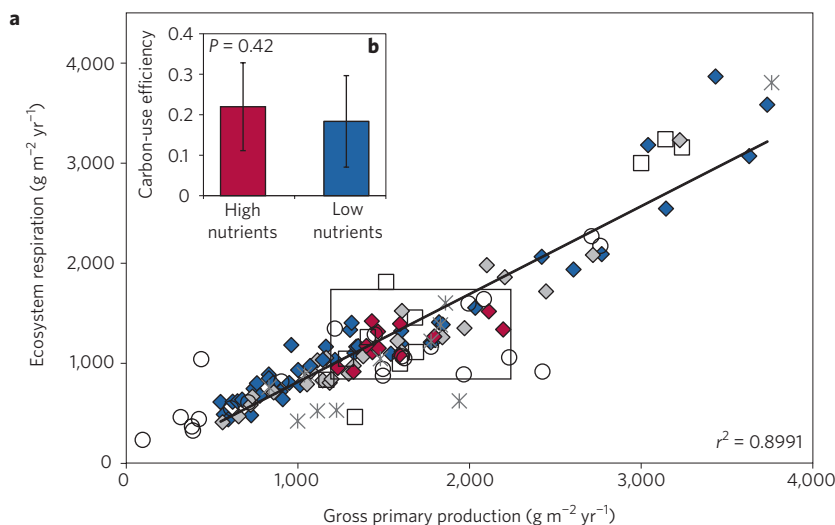 a
b
P = 0.42
Carbon-use efficiency
0.4
0.3
0.2
0.1
0
High
nutrients
Low
nutrients
Ecosystem respiration (g m⁻² yr⁻¹)
4,000
3,000
2,000
1,000
0
r² = 0.8991
0
1,000
2,000
3,000
4,000
Gross primary production (g m⁻² yr⁻¹)